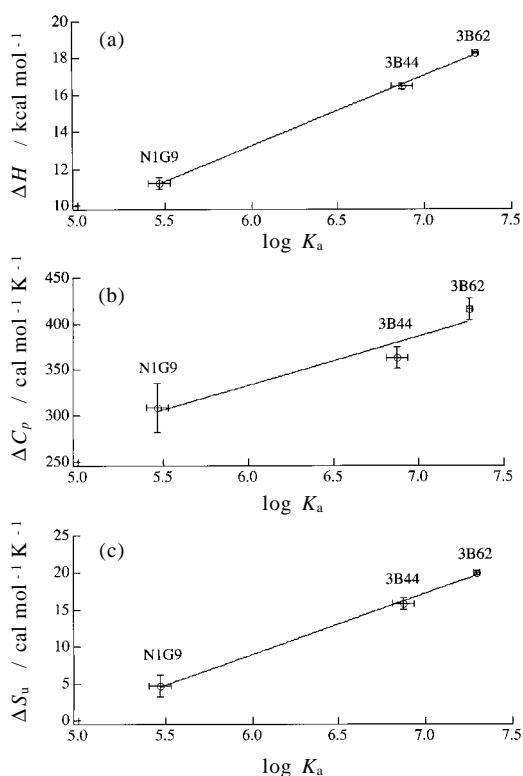 (a)
ΔH / kcal mol⁻¹
18
16
14
12
10
N1G9
3B44
3B62
5.0 5.5 6.0 6.5 7.0 7.5
log Ka
(b)
ΔCp / cal mol⁻¹ K⁻¹
450
400
350
300
250
N1G9
3B44
3B62
5.0 5.5 6.0 6.5 7.0 7.5
log Ka
(c)
ΔSu / cal mol⁻¹ K⁻¹
25
20
15
10
5
0
N1G9
3B44
3B62
5.0 5.5 6.0 6.5 7.0 7.5
log Ka